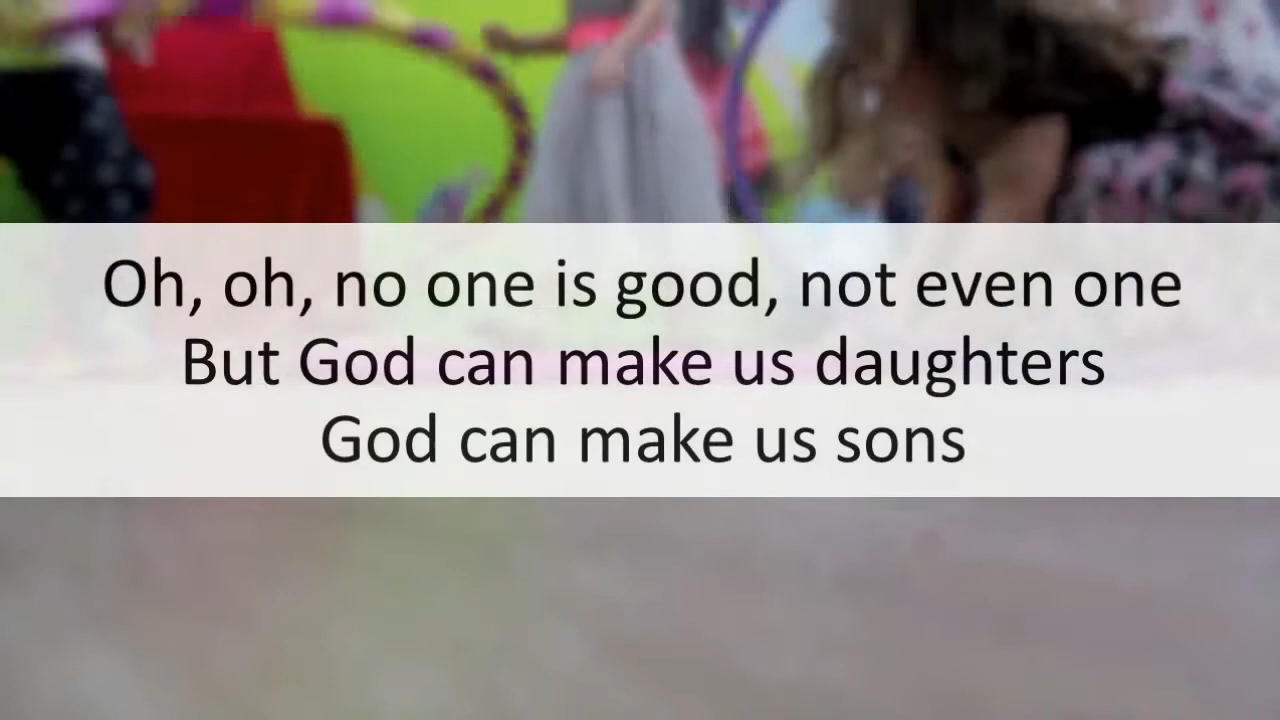 Oh, oh, no one is good, not even one
But God can make us daughters
God can make us sons